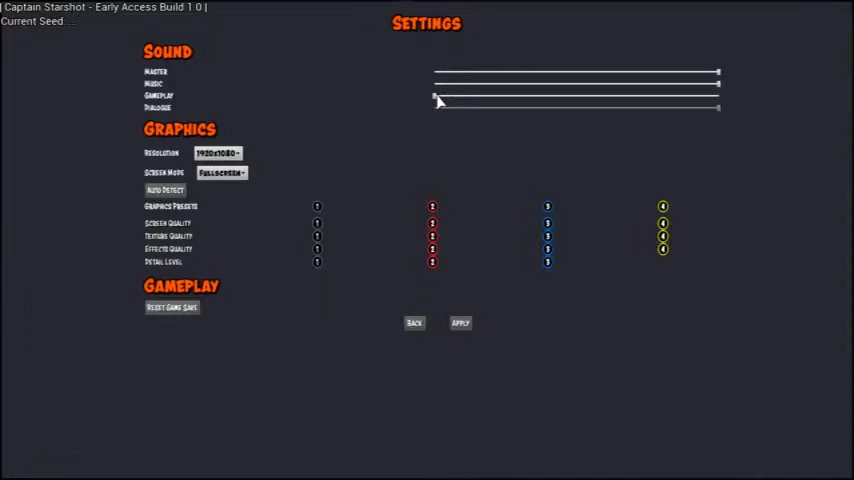 | Captain Starshot - Early Access Build 1 0 |
Current Seed....
SETTINGS
SOUND
MASTER
MUSIC
GAMEPLAY
DIALOGUE
GRAPHICS
RESOLUTION 1920x1080
SCREEN MODE FULLSCREEN
AUTO DETECT
GRAPHICS PRESETS 1 2 3 4
SCREEN QUALITY 1 2 3 4
TEXTURE QUALITY 1 2 3 4
EFFECTS QUALITY 1 2 3 4
DETAIL LEVEL 1 2 3
GAMEPLAY
RESET GAME SAVE
BACK APPLY